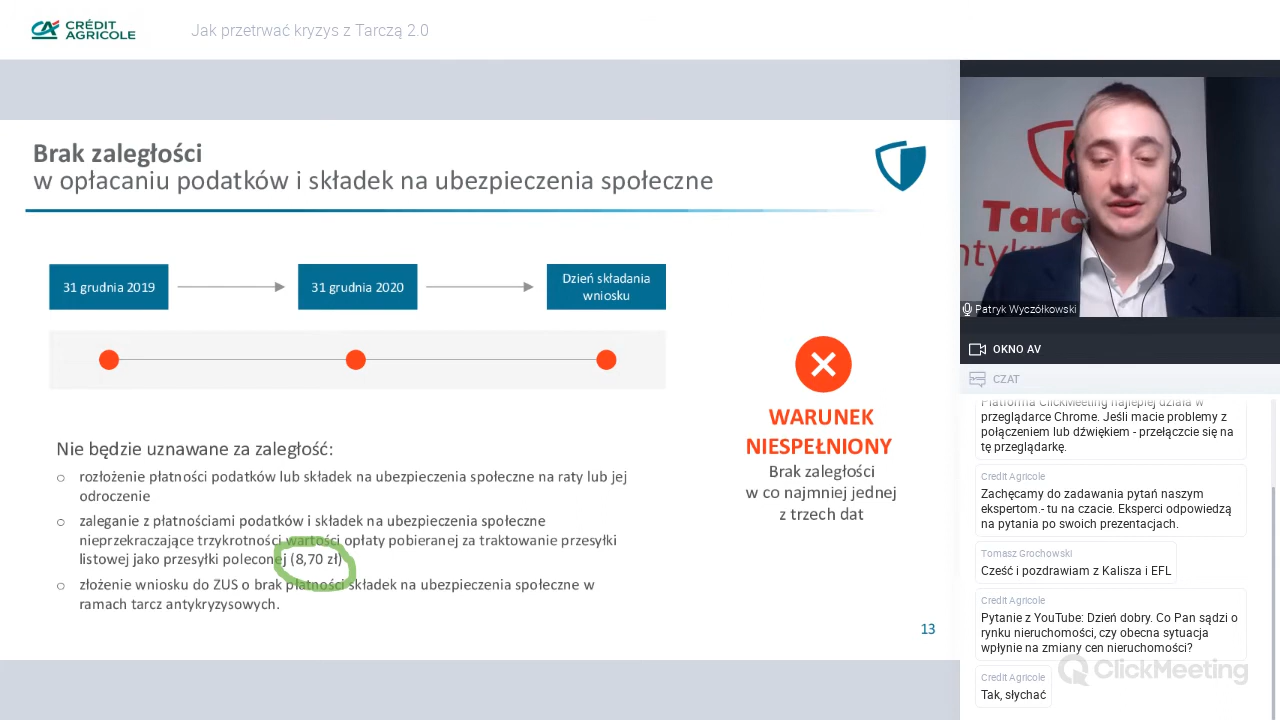 CRÉDIT
AGRICOLE
Jak przetrwać kryzys z Tarczą 2.0
Brak zaległości
w opłacaniu podatków i składek na ubezpieczenia społeczne
31 grudnia 2019
31 grudnia 2020
Dzień składania
wniosku
WARUNEK
NIESPEŁNIONY
Brak zaległości
w co najmniej jednej
z trzech dat
Nie będzie uznawane za zaległość:
o rozłożenie płatności podatków lub składek na ubezpieczenia społeczne na raty lub jej
odroczenie
o zaleganie z płatnościami podatków i składek na ubezpieczenia społeczne
nieprzekraczające trzykrotności wartości opłaty pobieranej za traktowanie przesyłki
listowej jako przesyłki poleconej (8,70 zł)
o złożenie wniosku do ZUS o brak płatności składek na ubezpieczenia społeczne w
ramach tarcz antykryzysowych.
13
Patryk Wyczółkowski
OKNO AV
CZAT
Platforma ClickMeeting najlepiej działa w
przeglądarce Chrome. Jeśli macie problemy z
połączeniem lub dźwiękiem - przełączcie się na
tę przeglądarkę.
Credit Agricole
Zachęcamy do zadawania pytań naszym
ekspertom.- tu na czacie. Eksperci odpowiedzą
na pytania po swoich prezentacjach.
Tomasz Grochowski
Cześć i pozdrawiam z Kalisza i EFL
Credit Agricole
Pytanie z YouTube: Dzień dobry. Co Pan sądzi o
rynku nieruchomości, czy obecna sytuacja
wpłynie na zmiany cen nieruchomości?
Credit Agricole
Tak, słychać
ClickMeeting